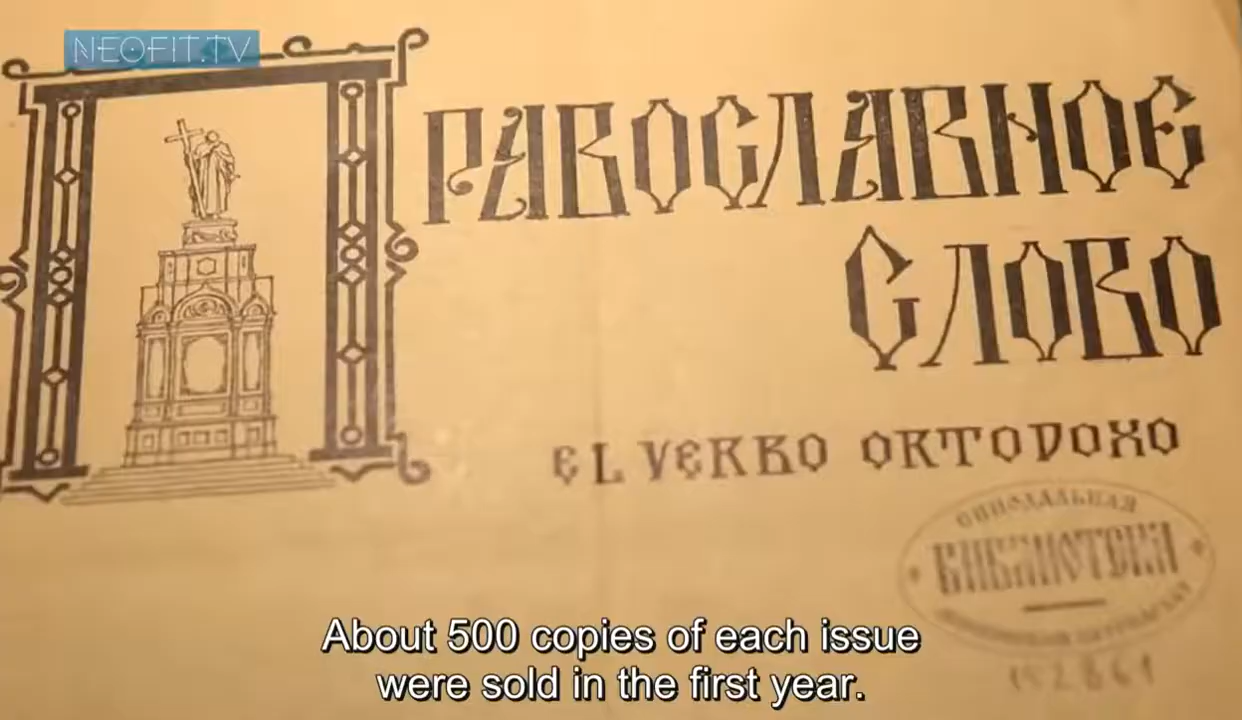 NEOFIT.TV
Православное
Слово
EL VERBO ORTODOXO
СИНОДАЛЬНАЯ
БИБЛИОТЕКА
About 500 copies of each issue
were sold in the first year.